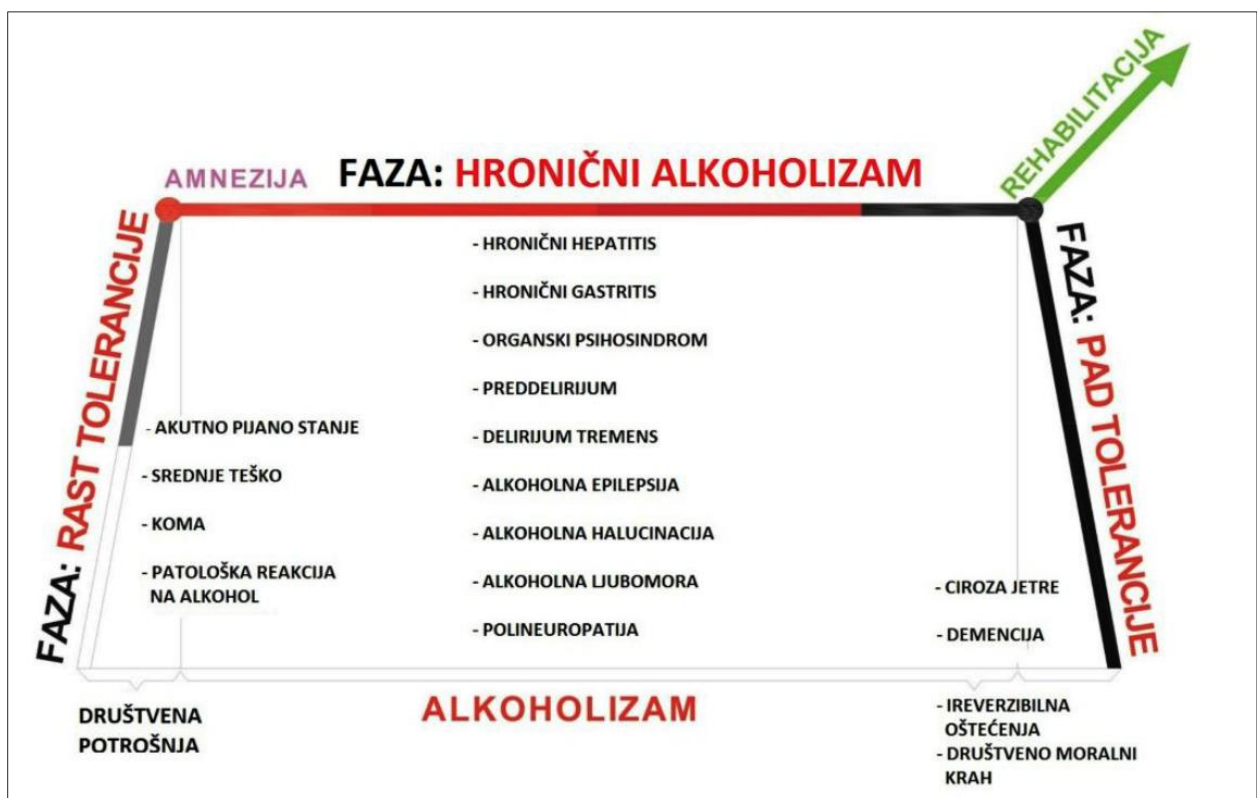 REHABILITACIJA
AMNEZIJA
FAZA: HRONIČNI ALKOHOLIZAM
FAZA: RAST TOLERANCIJE
- AKUTNO PIJANO STANJE
- SREDNJE TEŠKO
- KOMA
- PATOLOŠKA REAKCIJA
NA ALKOHOL
- HRONIČNI HEPATITIS
- HRONIČNI GASTRITIS
- ORGANSKI PSIHOSINDROM
- PREDDELIRIJUM
- DELIRIJUM TREMENS
- ALKOHOLNA EPILEPSIJA
- ALKOHOLNA HALUCINACIJA
- ALKOHOLNA LJUBOMORA
- POLINEUROPATIJA
FAZA: PAD TOLERANCIJE
- CIROZA JETRE
- DEMENCIJA
DRUŠTVENA
POTROŠNJA
ALKOHOLIZAM
- IREVERZIBILNA
OŠTEĆENJA
- DRUŠTVENO MORALNI
KRAH